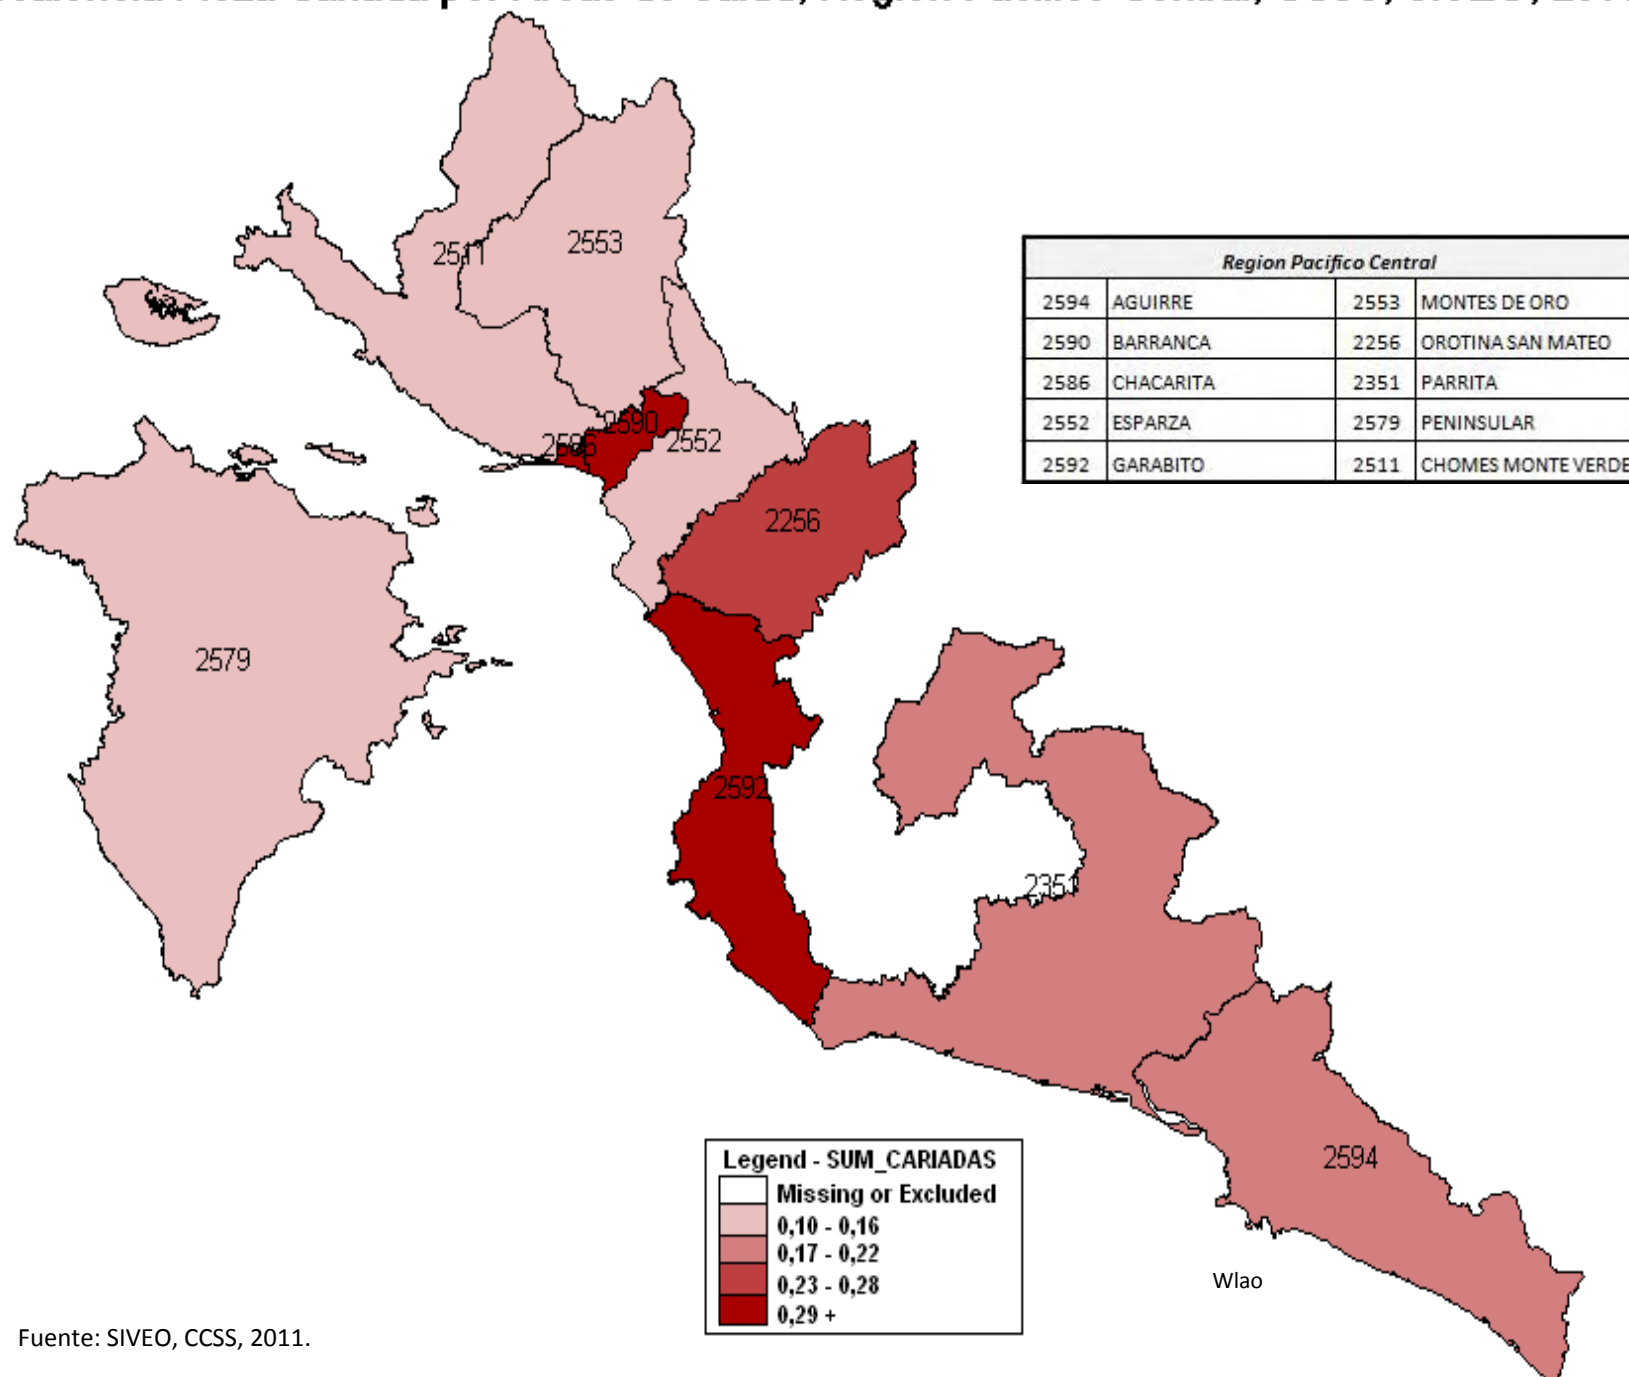 por
Region Pacifico Central
2594 AGUIRRE 2553 MONTES DE ORO
2590 BARRANCA 2256 OROTINA SAN MATEO
2586 CHACARITA 2351 PARRITA
2552 ESPARZA 2579 PENINSULAR
2592 GARABITO 2511 CHOMES MONTE VERDE
2511
2553
2590
2586
2552
2256
2579
2592
2351
2594
Legend - SUM_CARIADAS
Missing or Excluded
0,10 - 0,16
0,17 - 0,22
0,23 - 0,28
0,29 +
Wlao
Fuente: SIVEO, CCSS, 2011.